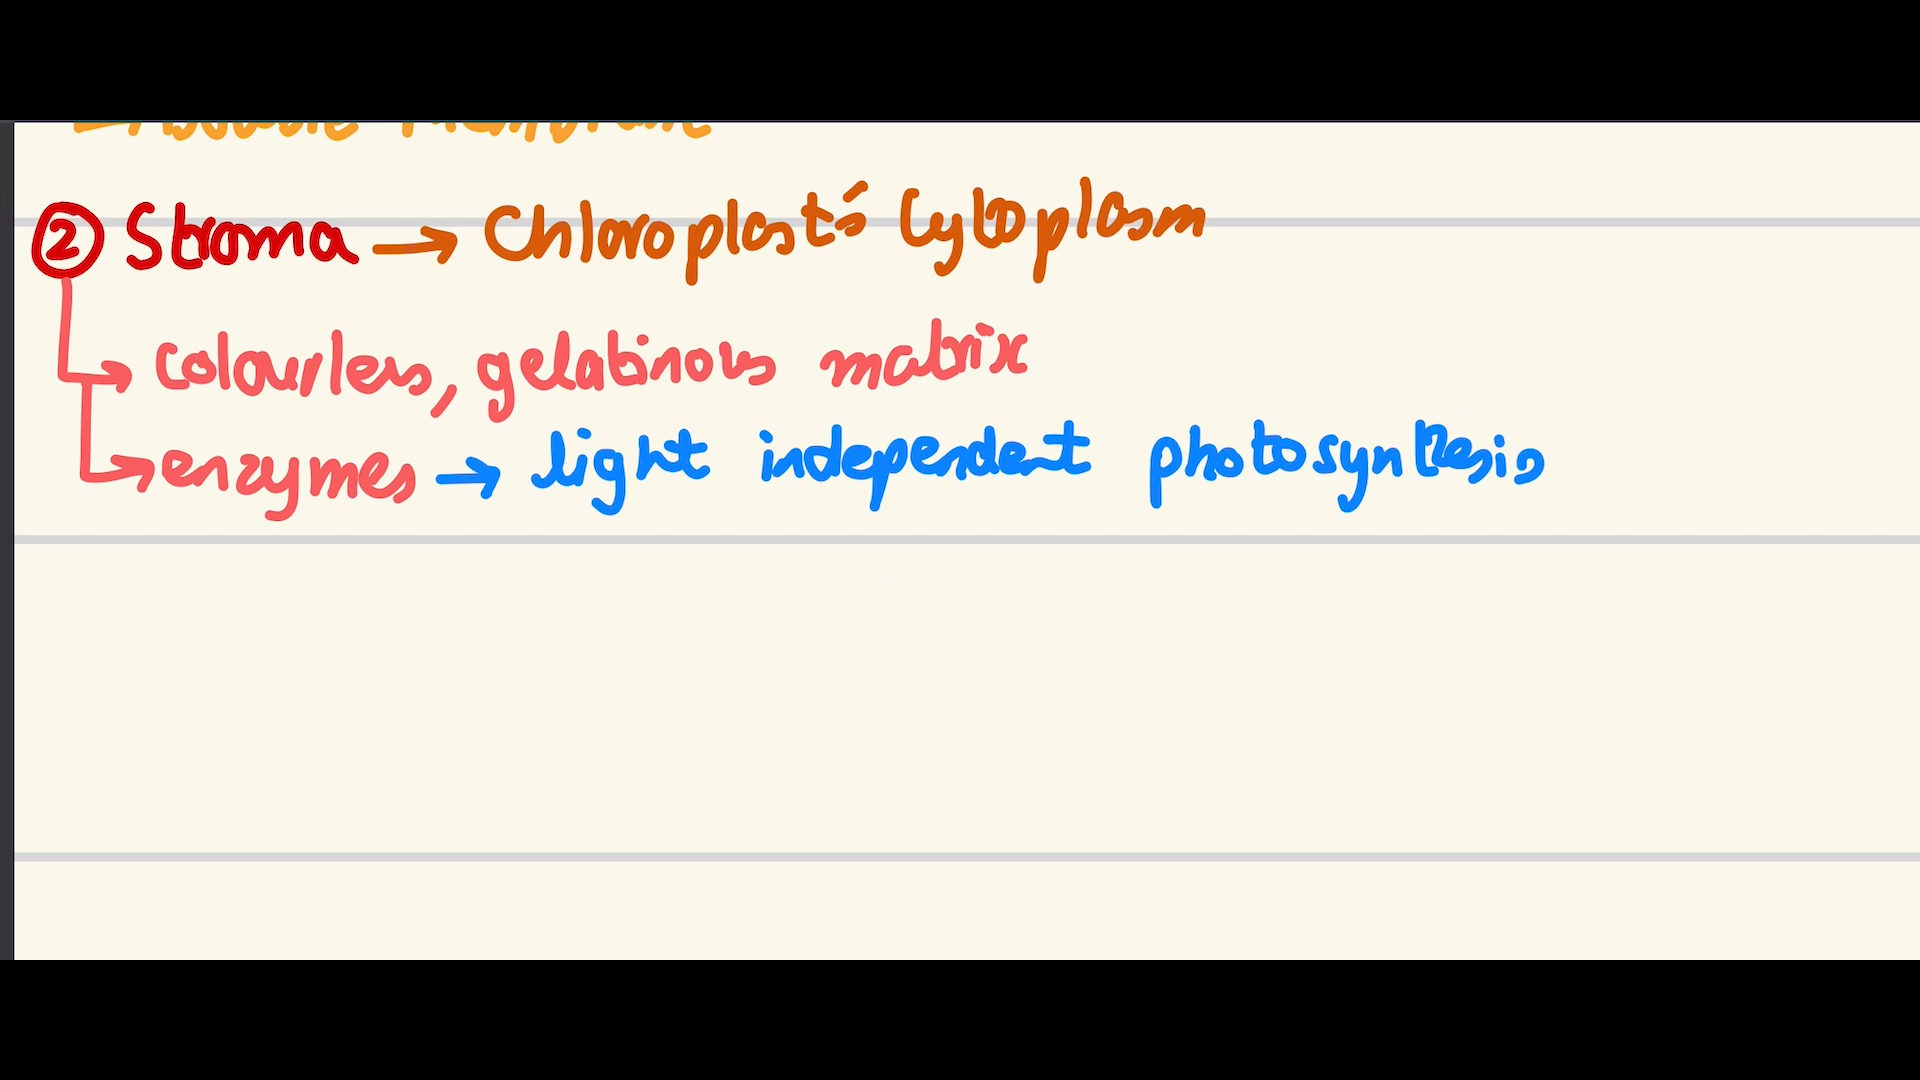 ② Stroma → Chloroplast's Cytoplasm
→ colourless, gelatinous matrix
→ enzymes → light independent photosynthesis